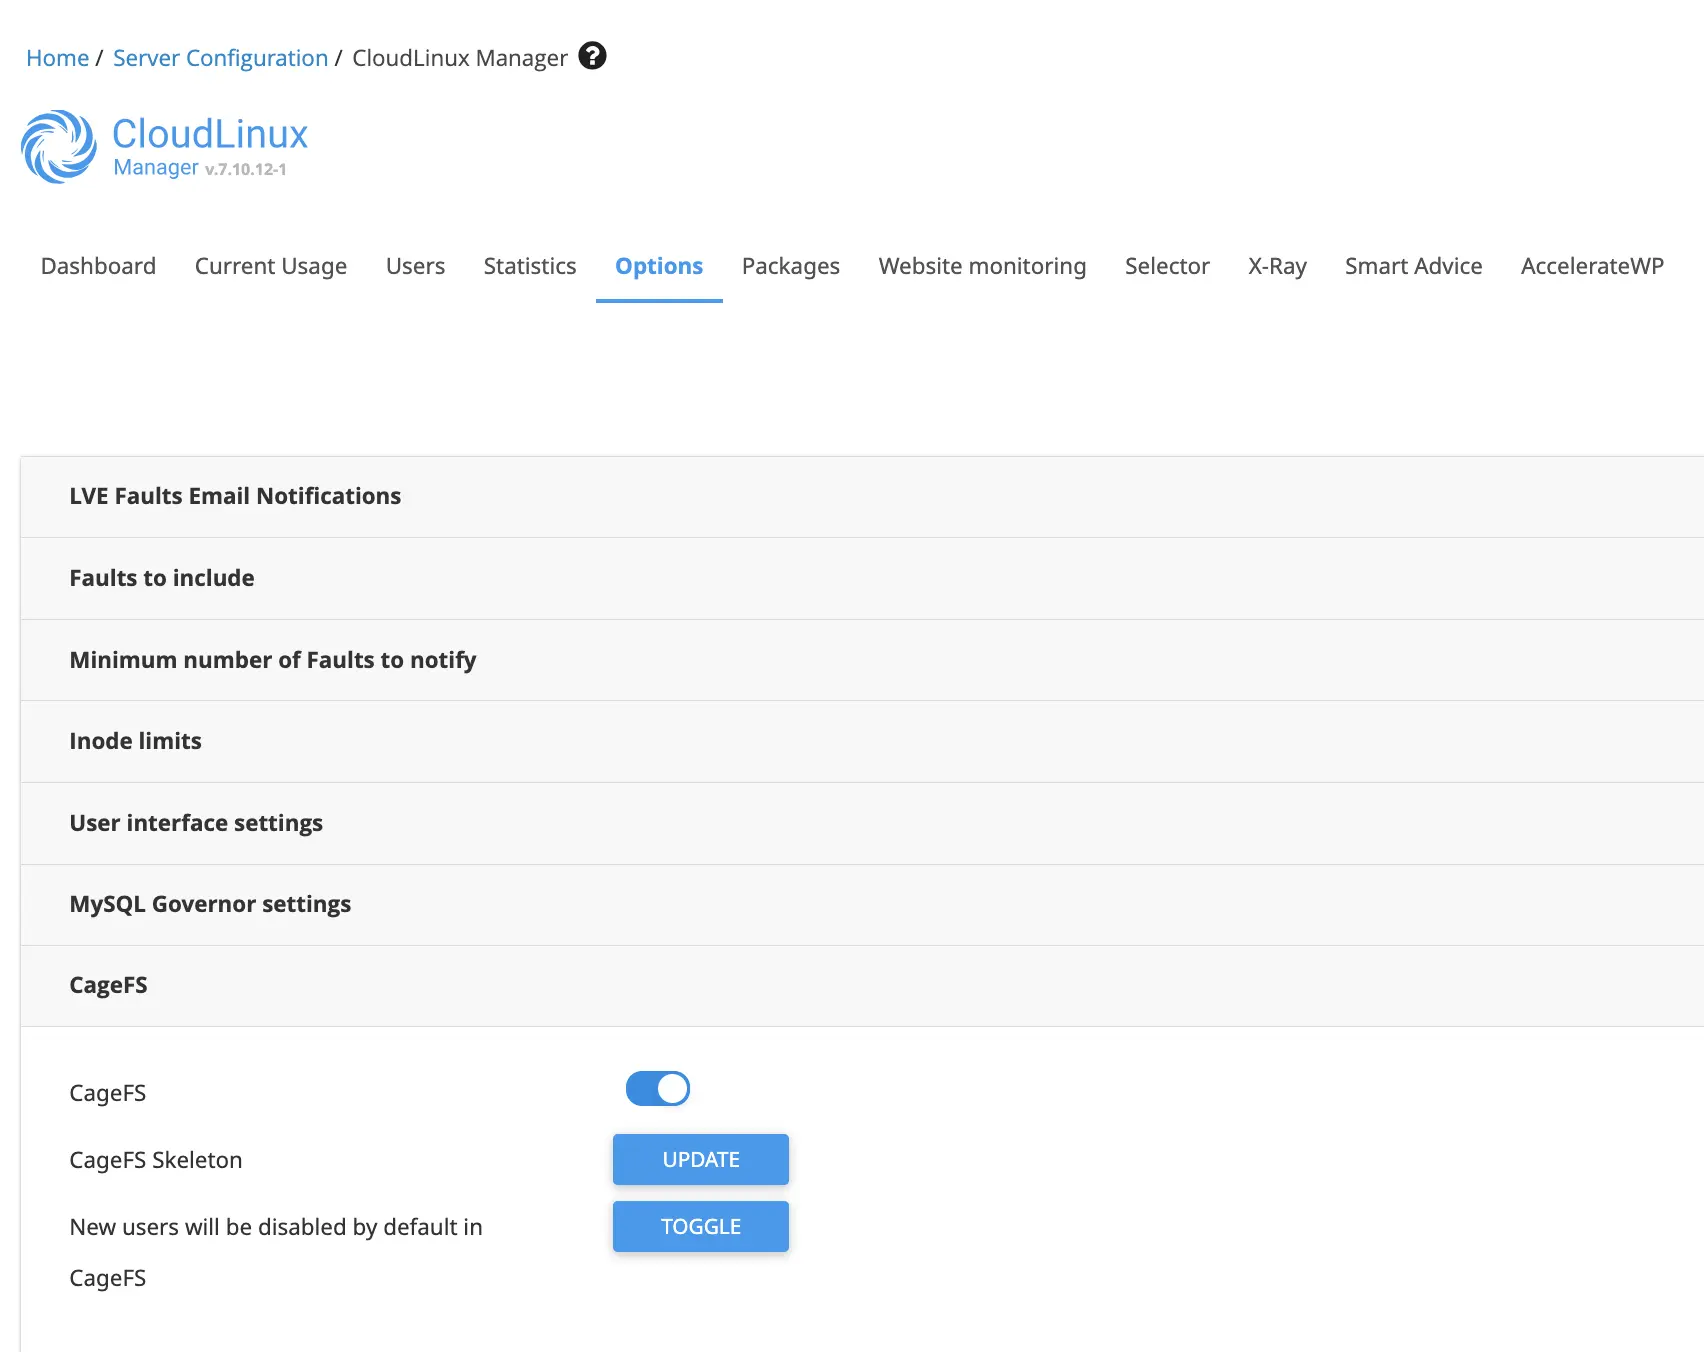 Home / Server Configuration / CloudLinux Manager ?
CloudLinux
Manager v.7.10.12-1
Dashboard Current Usage Users Statistics Options Packages Website monitoring Selector X-Ray Smart Advice AccelerateWP
LVE Faults Email Notifications
Faults to include
Minimum number of Faults to notify
Inode limits
User interface settings
MySQL Governor settings
CageFS
CageFS
CageFS Skeleton UPDATE
New users will be disabled by default in TOGGLE
CageFS